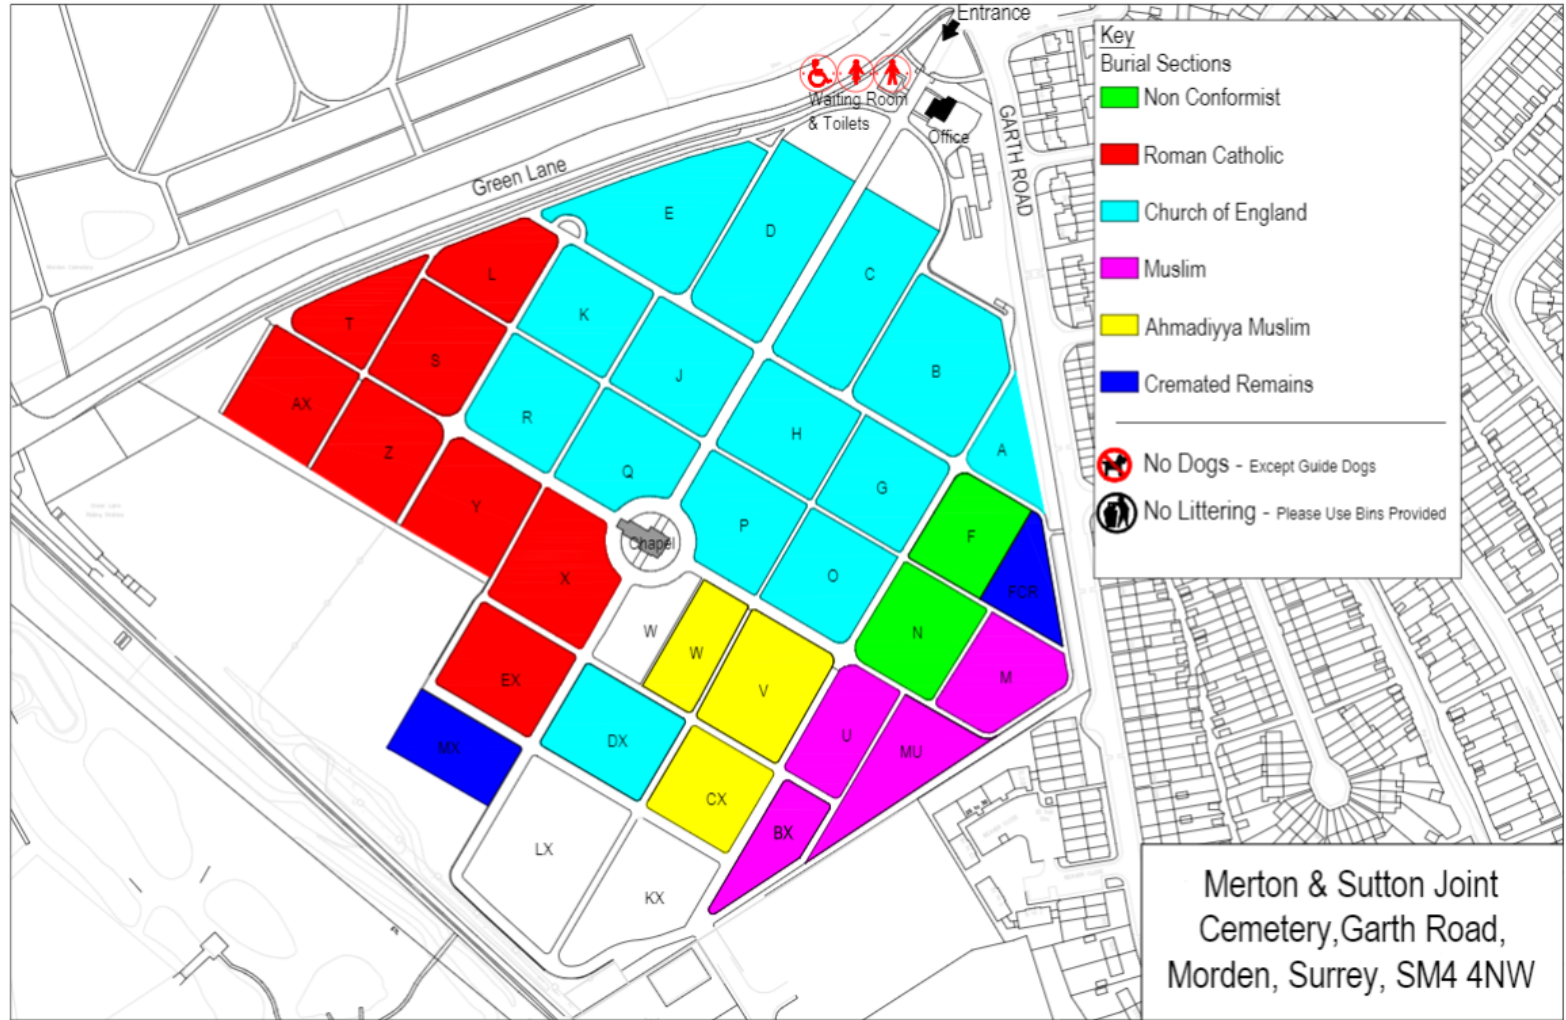 Entrance
Waiting Room
& Toilets
Office
Green Lane
GARTH ROAD
Key
Burial Sections
Non Conformist
Roman Catholic
Church of England
Muslim
Ahmadiyya Muslim
Cremated Remains
No Dogs - Except Guide Dogs
No Littering - Please Use Bins Provided
E
D
C
L
K
T
S
J
B
AX
R
H
A
Z
Q
G
Y
P
F
Chapel
X
O
FCR
W
N
W
EX
V
M
MX
DX
U
MU
CX
BX
LX
KX
Merton & Sutton Joint
Cemetery,Garth Road,
Morden, Surrey, SM4 4NW